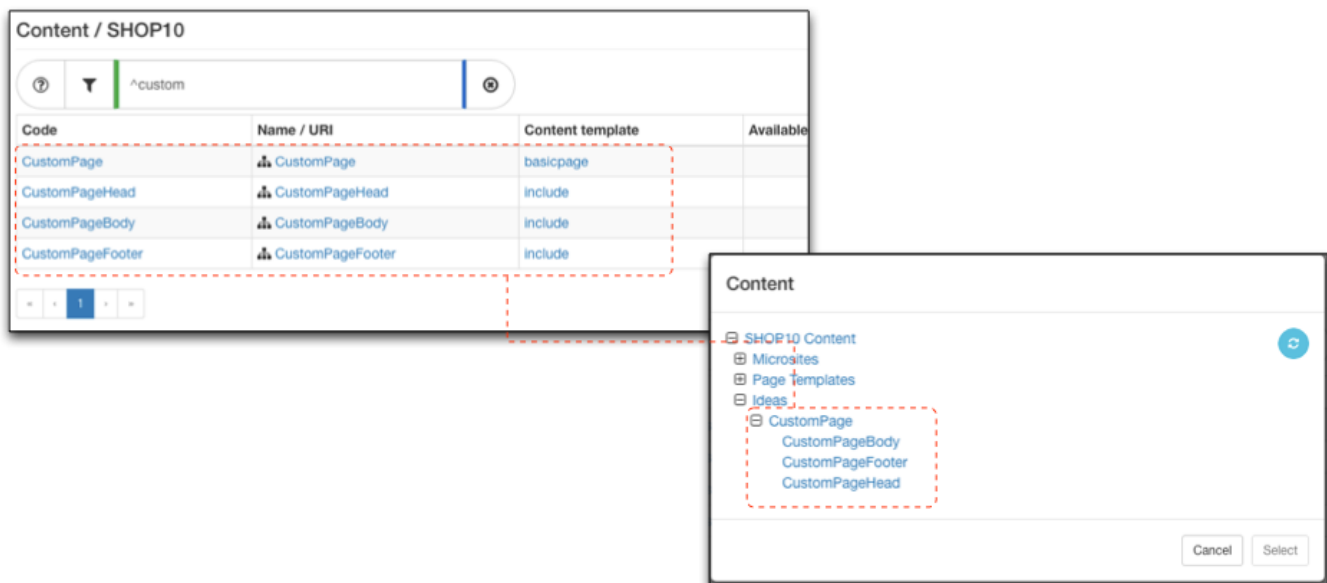 Content / SHOP10
^custom
Code Name / URI Content template Available
CustomPage CustomPage basicpage
CustomPageHead CustomPageHead include
CustomPageBody CustomPageBody include
CustomPageFooter CustomPageFooter include
« ‹ 1 › »
Content
SHOP10 Content
Microsites
Page Templates
Ideas
CustomPage
CustomPageBody
CustomPageFooter
CustomPageHead
Cancel Select